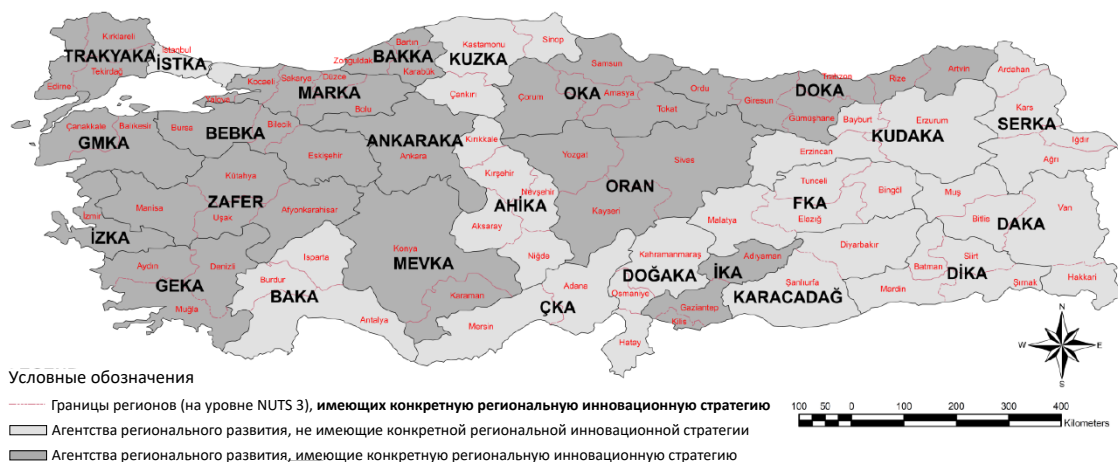 Kırklareli
TRAKYAKA
Tekirdağ
Edirne
İstanbul
İSTKA
Kocaeli
Sakarya
Düzce
MARKA
Bolu
Yalova
Zonguldak
Bartın
BAKKA
Karabük
Kastamonu
KUZKA
Sinop
Çankırı
Samsun
Çorum
OKA
Amasya
Tokat
Ordu
Giresun
Trabzon
DOKA
Gümüşhane
Rize
Artvin
Ardahan
Kars
SERKA
Iğdır
Ağrı
Bayburt
Erzurum
KUDAKA
Erzincan
Çanakkale
Balıkesir
GMKA
Bursa
Bilecik
BEBKA
Eskişehir
ANKARAKA
Ankara
Kırıkkale
Kırşehir
Nevşehir
AHİKA
Aksaray
Niğde
Yozgat
Sivas
ORAN
Kayseri
Tunceli
Bingöl
FKA
Elazığ
Malatya
Muş
Van
Bitlis
DAKA
Hakkari
Kütahya
Manisa
ZAFER
Uşak
Afyonkarahisar
İzmir
İZKA
Aydın
Denizli
GEKA
Muğla
Isparta
Burdur
BAKA
Antalya
Konya
MEVKA
Karaman
Mersin
Adana
ÇKA
Kahramanmaraş
DOĞAKA
Osmaniye
Hatay
Adıyaman
İKA
Gaziantep
Kilis
Diyarbakır
Şanlıurfa
KARACADAĞ
Batman
Siirt
DİKA
Mardin
Şırnak
N
W
E
S
Условные обозначения
Границы регионов (на уровне NUTS 3), имеющих конкретную региональную инновационную стратегию
Агентства регионального развития, не имеющие конкретной региональной инновационной стратегии
Агентства регионального развития, имеющие конкретную региональную инновационную стратегию
100 50 0 100 200 300 400
Kilometers